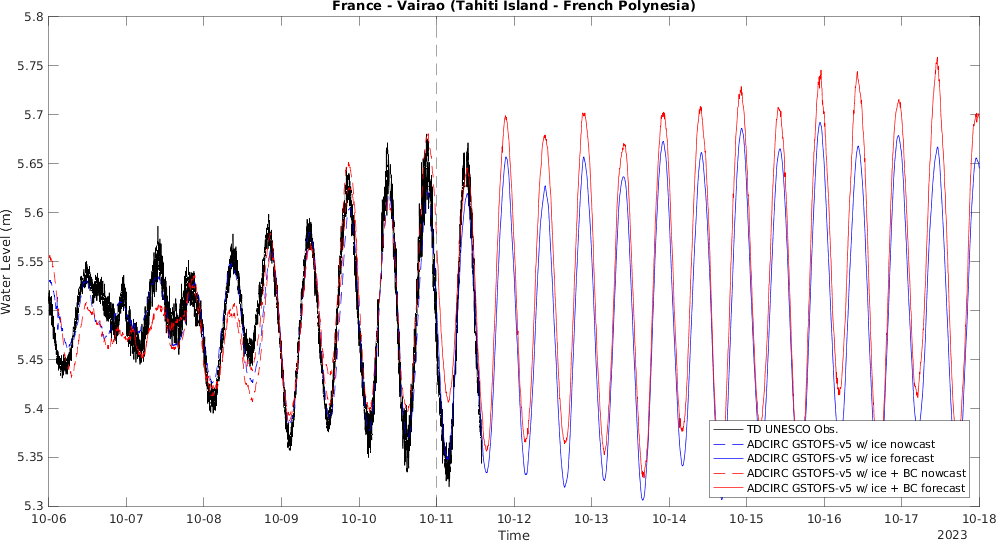 France - Vairao (Tahiti Island - French Polynesia)
5.8
5.75
5.7
5.65
5.6
5.55
5.5
5.45
5.4
5.35
5.3
Water Level (m)
TD UNESCO Obs.
ADCIRC GSTOFS-v5 w/ ice nowcast
ADCIRC GSTOFS-v5 w/ ice forecast
ADCIRC GSTOFS-v5 w/ ice + BC nowcast
ADCIRC GSTOFS-v5 w/ ice + BC forecast
10-06 10-07 10-08 10-09 10-10 10-11 10-12 10-13 10-14 10-15 10-16 10-17 10-18
Time
2023